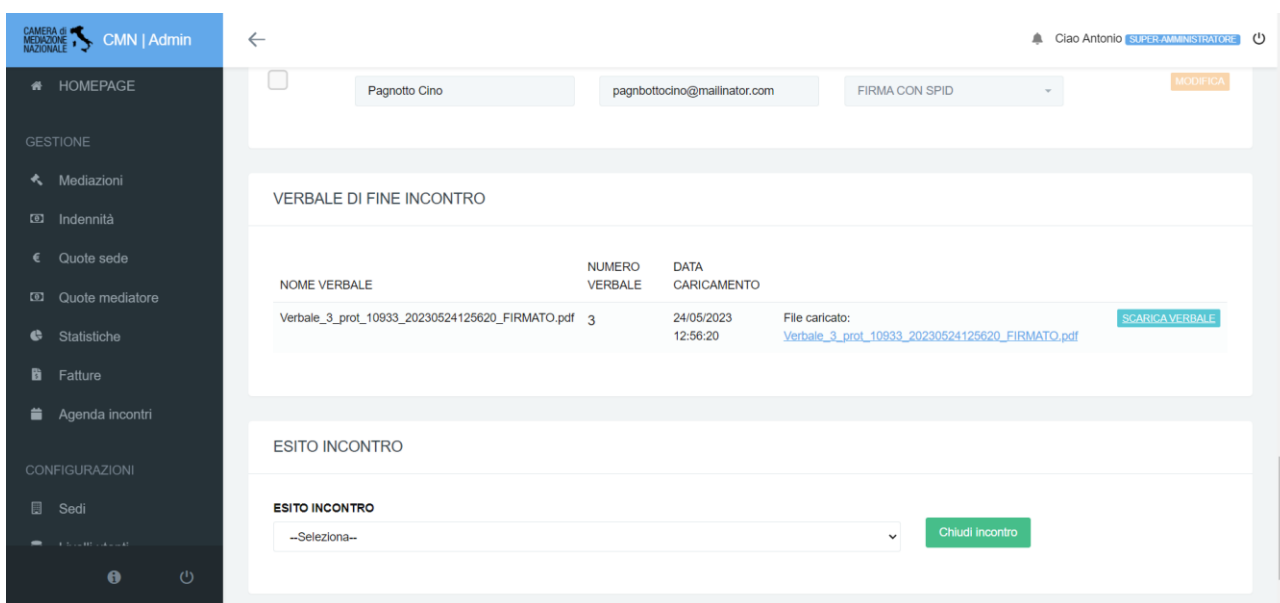 CAMERA di
MEDIAZIONE
NAZIONALE
CMN | Admin
Ciao Antonio SUPER-AMMINISTRATORE
HOMEPAGE
GESTIONE
Mediazioni
Indennità
Quote sede
Quote mediatore
Statistiche
Fatture
Agenda incontri
CONFIGURAZIONI
Sedi
Livelli utenti
Pagnotto Cino
pagnbottocino@mailinator.com
FIRMA CON SPID
MODIFICA
VERBALE DI FINE INCONTRO
NOME VERBALE
NUMERO
VERBALE
DATA
CARICAMENTO
Verbale_3_prot_10933_20230524125620_FIRMATO.pdf
3
24/05/2023
12:56:20
File caricato:
Verbale_3_prot_10933_20230524125620_FIRMATO.pdf
SCARICA VERBALE
ESITO INCONTRO
ESITO INCONTRO
--Seleziona--
Chiudi incontro